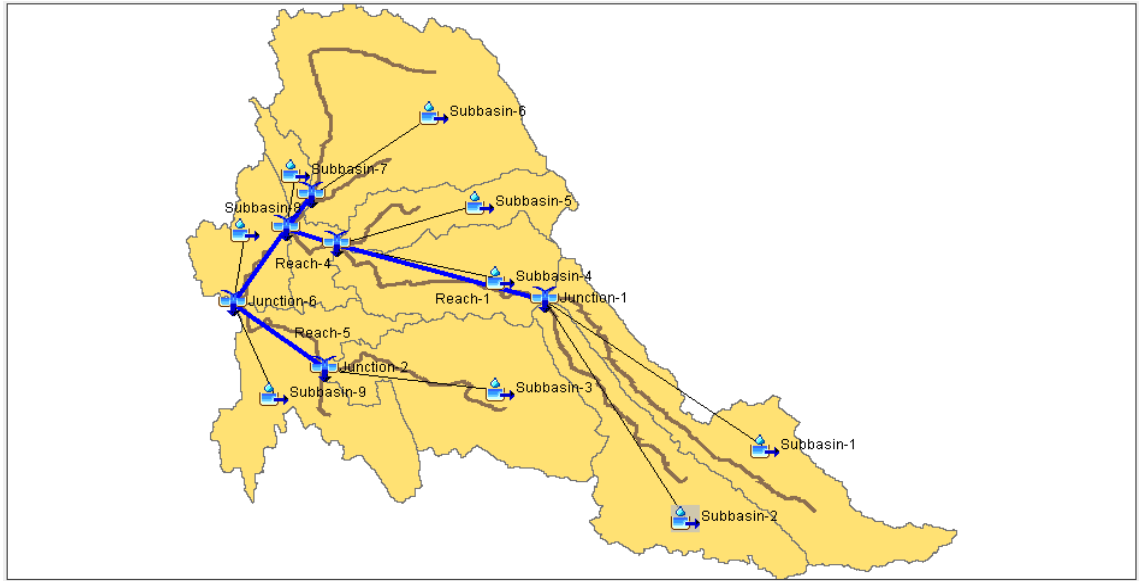 Subbasin-6
Subbasin-7
Subbasin-8
Subbasin-5
Reach-4
Subbasin-4
Junction-6
Reach-1
Junction-1
Reach-5
Junction-2
Subbasin-9
Subbasin-3
Subbasin-1
Subbasin-2